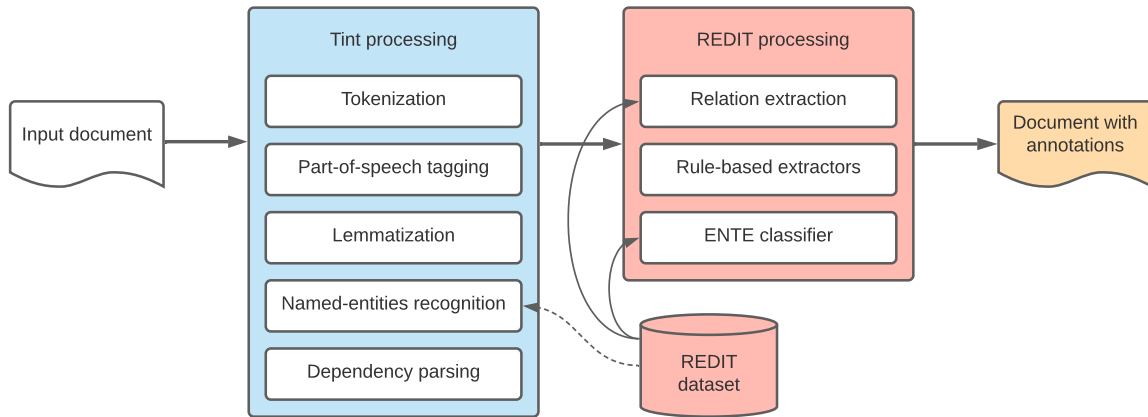 Input document
Tint processing
Tokenization
Part-of-speech tagging
Lemmatization
Named-entities recognition
Dependency parsing
REDIT processing
Relation extraction
Rule-based extractors
ENTE classifier
REDIT
dataset
Document with
annotations